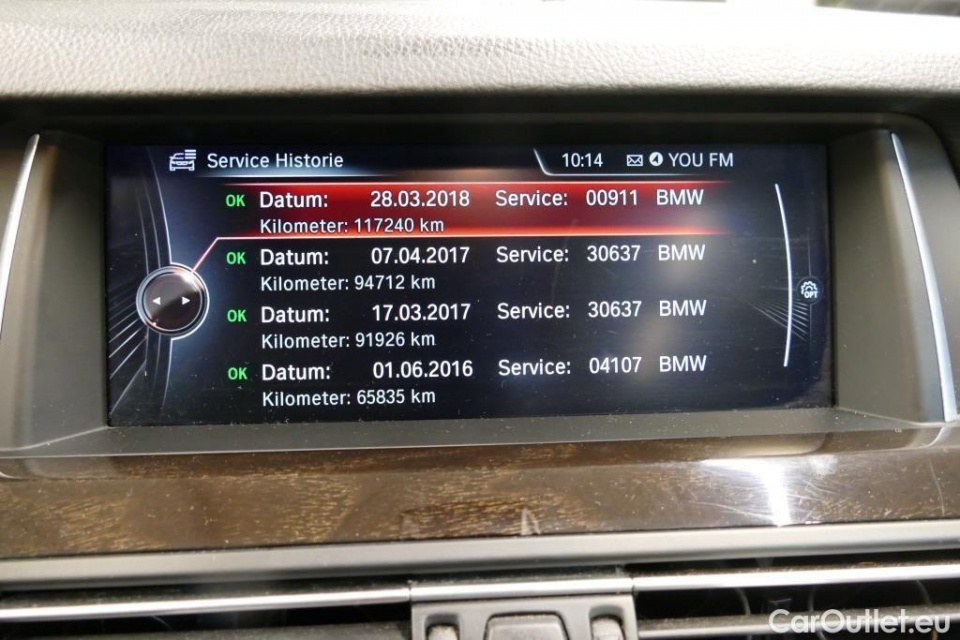 Service Historie 10:14 YOU FM
OK Datum: 28.03.2018 Service: 00911 BMW
Kilometer: 117240 km
OK Datum: 07.04.2017 Service: 30637 BMW
Kilometer: 94712 km
OK Datum: 17.03.2017 Service: 30637 BMW
Kilometer: 91926 km
OPT
OK Datum: 01.06.2016 Service: 04107 BMW
Kilometer: 65835 km
CarOutlet.eu